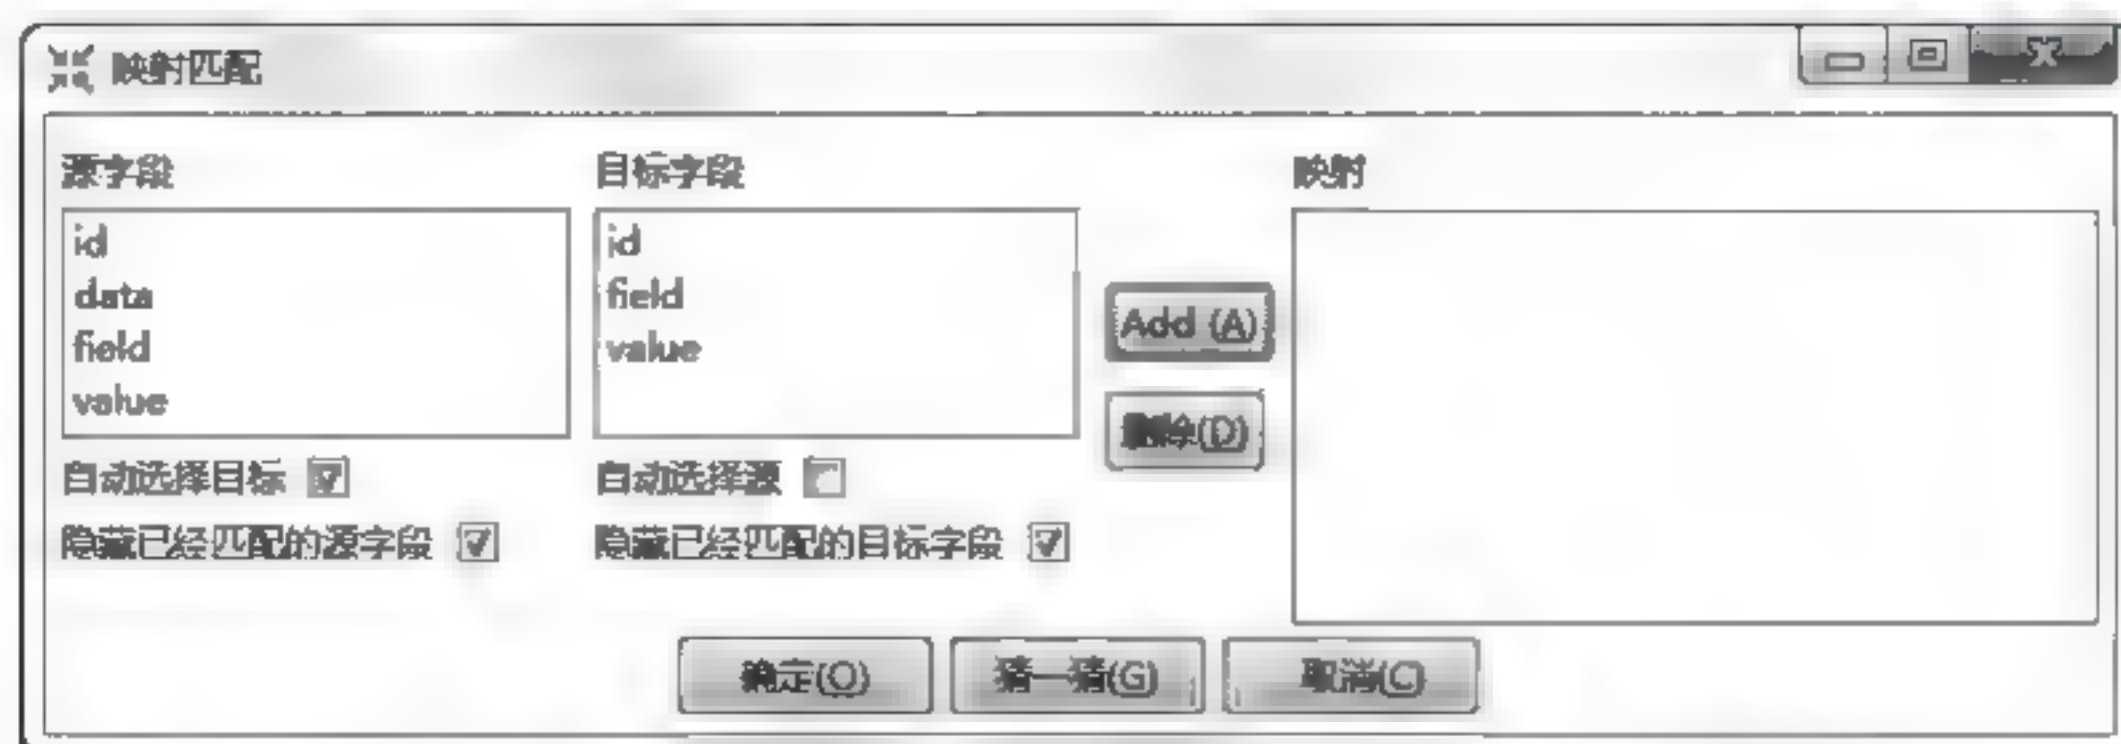 映射匹配
源字段
id
data
field
value
自动选择目标
隐藏已经匹配的源字段
目标字段
id
field
value
自动选择源
隐藏已经匹配的目标字段
Add (A)
删除(D)
映射
确定(O)
猜一猜(G)
取消(C)